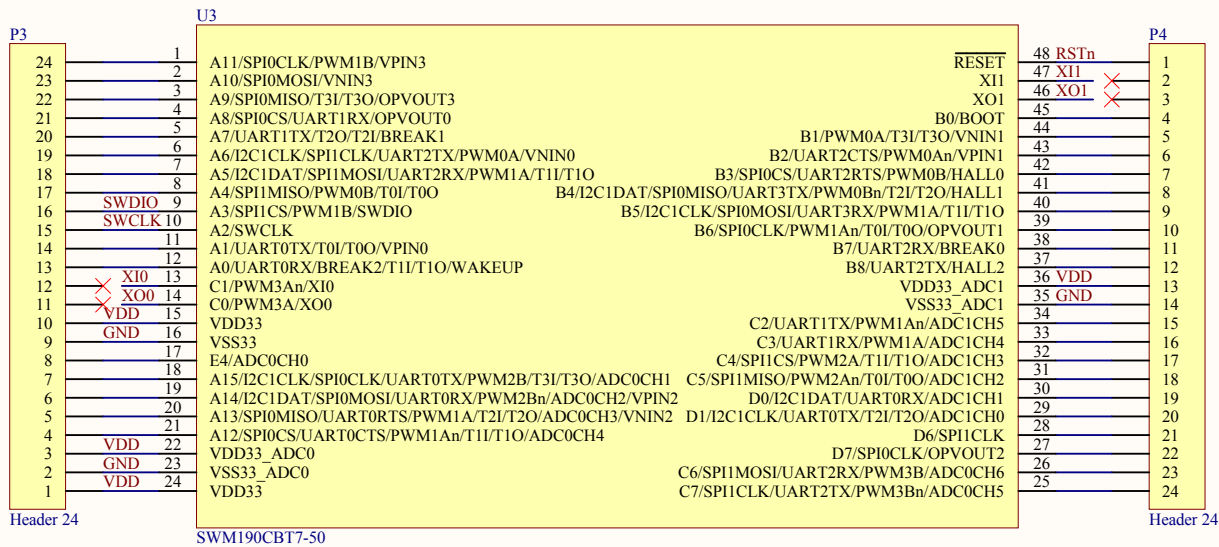 U3
P3
P4
24 1 A11/SPI0CLK/PWM1B/VPIN3 RESET 48 RSTn 1
23 2 A10/SPI0MOSI/VNIN3 XI1 47 XI1 2
22 3 A9/SPI0MISO/T3I/T3O/OPVOUT3 XO1 46 XO1 3
21 4 A8/SPI0CS/UART1RX/OPVOUT0 B0/BOOT 45 4
20 5 A7/UART1TX/T2O/T2I/BREAK1 B1/PWM0A/T3I/T3O/VNIN1 44 5
19 6 A6/I2C1CLK/SPI1CLK/UART2TX/PWM0A/VNIN0 B2/UART2CTS/PWM0An/VPIN1 43 6
18 7 A5/I2C1DAT/SPI1MOSI/UART2RX/PWM1A/T1I/T1O B3/SPI0CS/UART2RTS/PWM0B/HALL0 42 7
17 8 A4/SPI1MISO/PWM0B/T0I/T0O B4/I2C1DAT/SPI0MISO/UART3TX/PWM0Bn/T2I/T2O/HALL1 41 8
16 SWDIO 9 A3/SPI1CS/PWM1B/SWDIO B5/I2C1CLK/SPI0MOSI/UART3RX/PWM1A/T1I/T1O 40 9
15 SWCLK 10 A2/SWCLK B6/SPI0CLK/PWM1An/T0I/T0O/OPVOUT1 39 10
14 11 A1/UART0TX/T0I/T0O/VPIN0 B7/UART2RX/BREAK0 38 11
13 12 A0/UART0RX/BREAK2/T1I/T1O/WAKEUP B8/UART2TX/HALL2 37 12
12 XI0 13 C1/PWM3An/XI0 VDD33_ADC1 36 VDD 13
11 XO0 14 C0/PWM3A/XO0 VSS33_ADC1 35 GND 14
10 VDD 15 VDD33 C2/UART1TX/PWM1An/ADC1CH5 34 15
9 GND 16 VSS33 C3/UART1RX/PWM1A/ADC1CH4 33 16
8 17 E4/ADC0CH0 C4/SPI1CS/PWM2A/T1I/T1O/ADC1CH3 32 17
7 18 A15/I2C1CLK/SPI0CLK/UART0TX/PWM2B/T3I/T3O/ADC0CH1 C5/SPI1MISO/PWM2An/T0I/T0O/ADC1CH2 31 18
6 19 A14/I2C1DAT/SPI0MOSI/UART0RX/PWM2Bn/ADC0CH2/VPIN2 D0/I2C1DAT/UART0RX/ADC1CH1 30 19
5 20 A13/SPI0MISO/UART0RTS/PWM1A/T2I/T2O/ADC0CH3/VNIN2 D1/I2C1CLK/UART0TX/T2I/T2O/ADC1CH0 29 20
4 21 A12/SPI0CS/UART0CTS/PWM1An/T1I/T1O/ADC0CH4 D6/SPI1CLK 28 21
3 VDD 22 VDD33_ADC0 D7/SPI0CLK/OPVOUT2 27 22
2 GND 23 VSS33_ADC0 C6/SPI1MOSI/UART2RX/PWM3B/ADC0CH6 26 23
1 VDD 24 VDD33 C7/SPI1CLK/UART2TX/PWM3Bn/ADC0CH5 25 24
Header 24
Header 24
SWM190CBT7-50